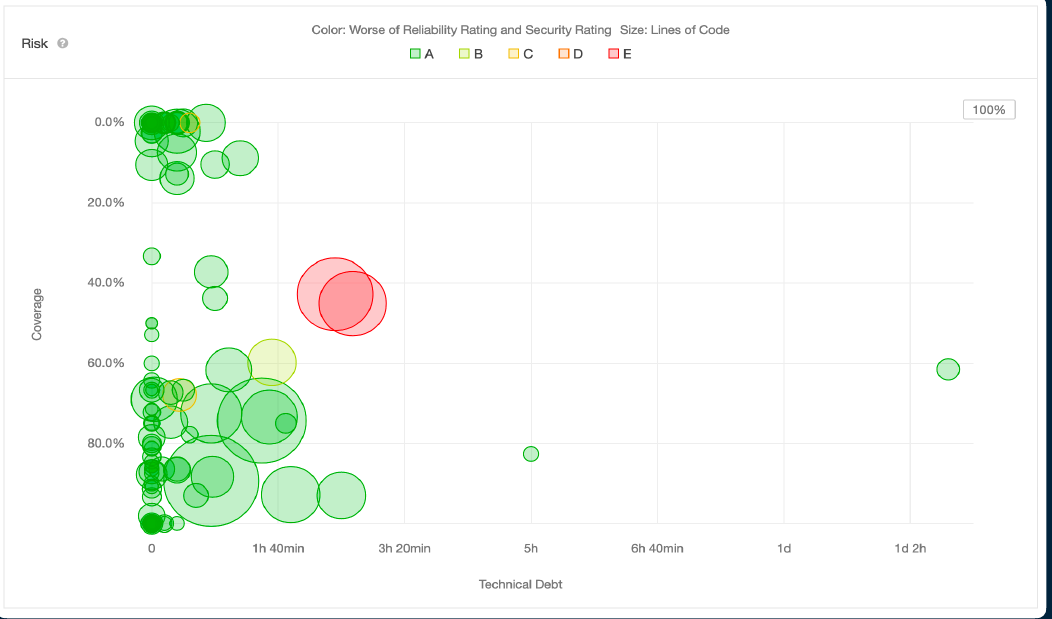 Color: Worse of Reliability Rating and Security Rating Size: Lines of Code
Risk ?
A B C D E
100%
0.0%
20.0%
40.0%
60.0%
80.0%
Coverage
0 1h 40min 3h 20min 5h 6h 40min 1d 1d 2h
Technical Debt